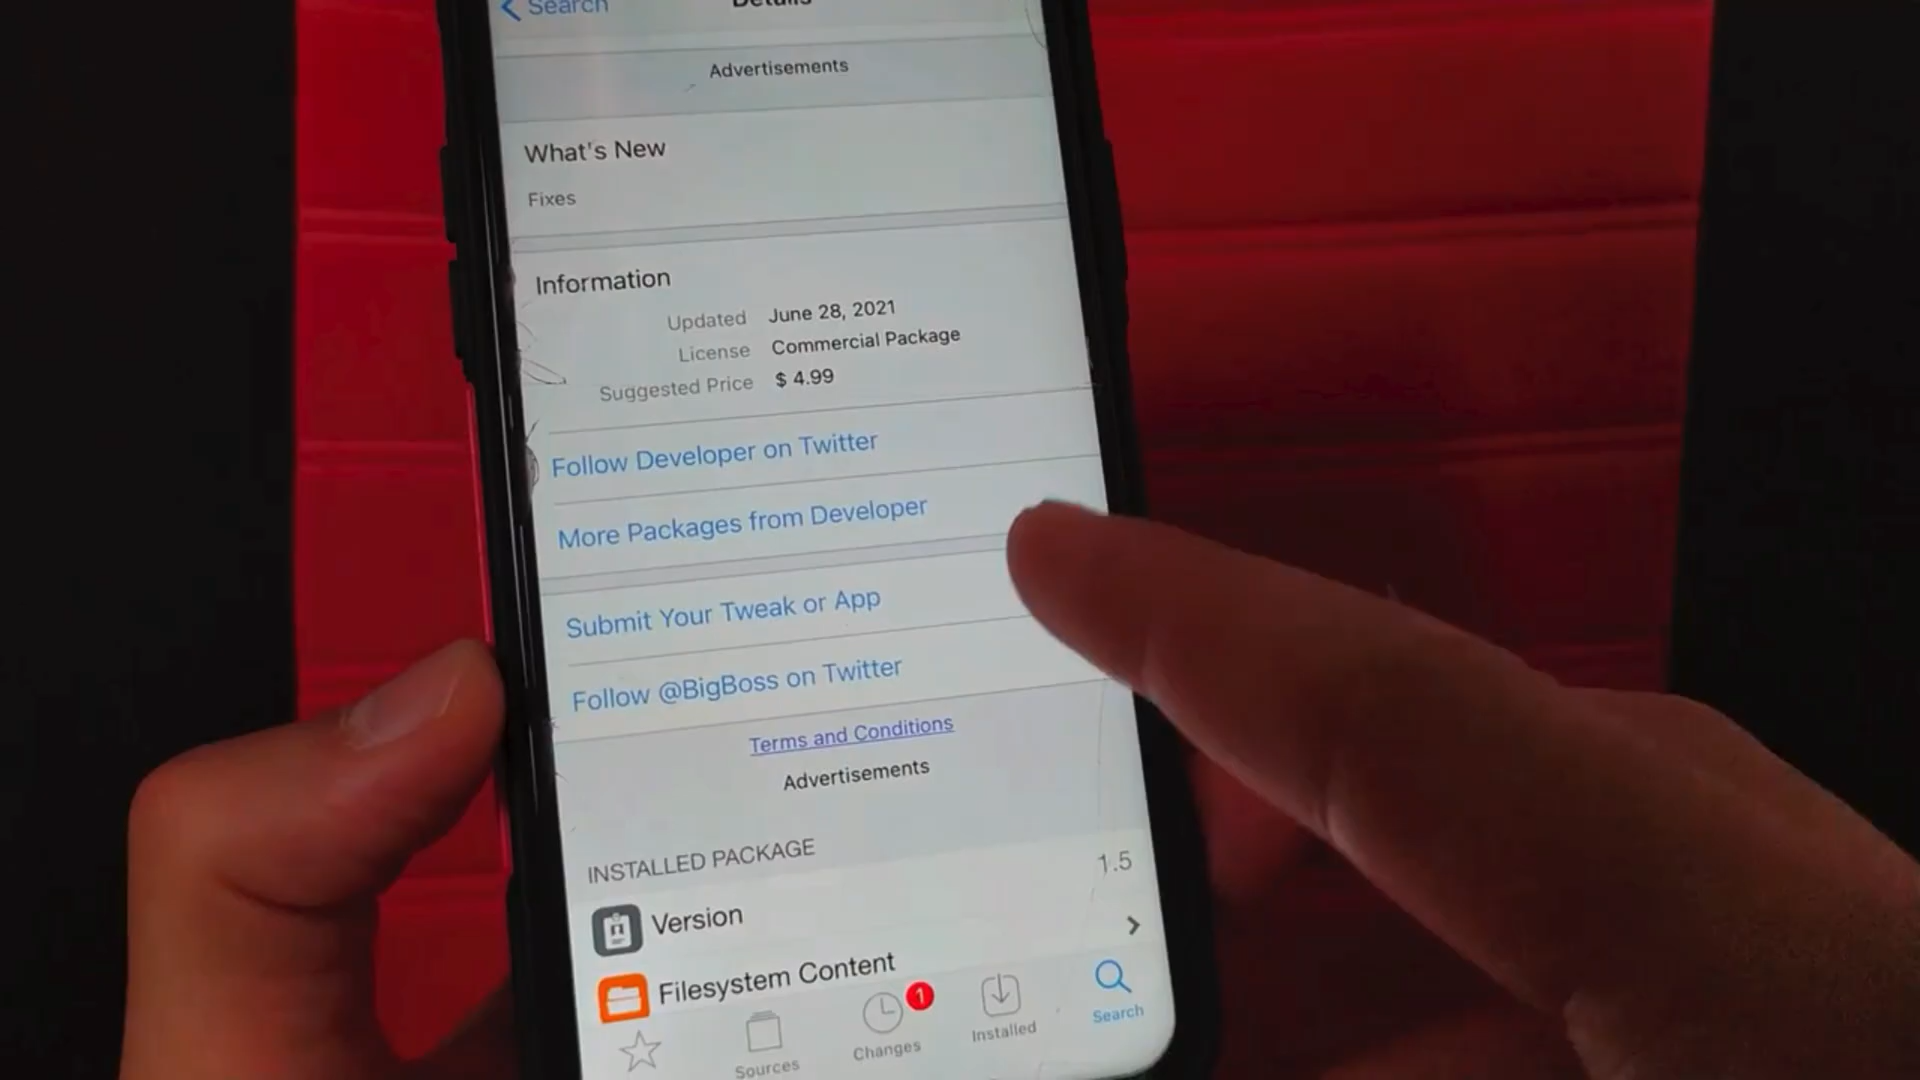 Search
Details
Advertisements
What's New
Fixes
Information
Updated June 28, 2021
License Commercial Package
Suggested Price $ 4.99
Follow Developer on Twitter
More Packages from Developer
Submit Your Tweak or App
Follow @BigBoss on Twitter
Terms and Conditions
Advertisements
INSTALLED PACKAGE
Version 1.5
Filesystem Content
1
Sources Changes Installed Search